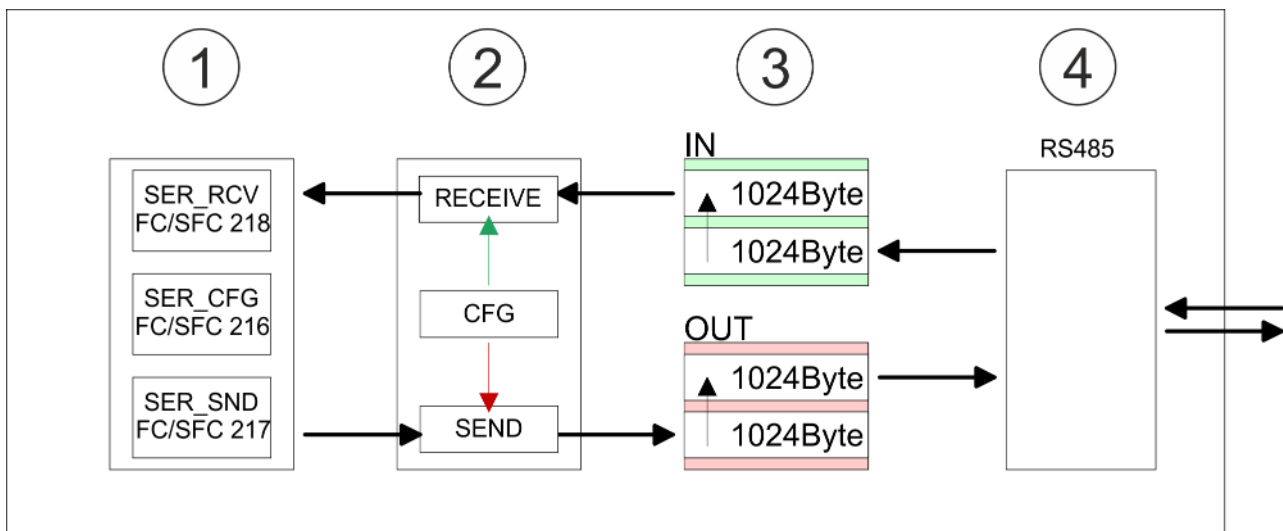 1
2
3
4
IN
RS485
SER_RCV
FC/SFC 218
RECEIVE
1024Byte
1024Byte
SER_CFG
FC/SFC 216
CFG
OUT
1024Byte
SER_SND
FC/SFC 217
SEND
1024Byte